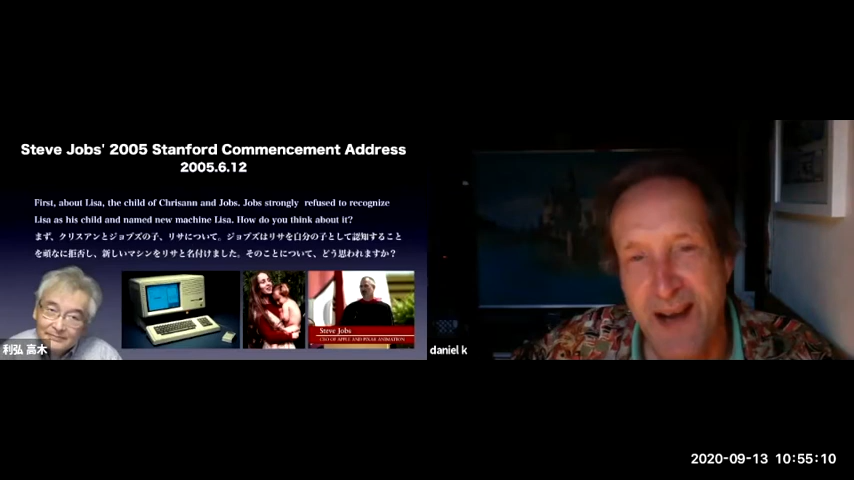 Steve Jobs' 2005 Stanford Commencement Address
2005.6.12
First, about Lisa, the child of Chrisann and Jobs. Jobs strongly refused to recognize
Lisa as his child and named new machine Lisa. How do you think about it?
まず、クリスアンとジョブズの子、リサについて。ジョブズはリサを自分の子として認知すること
を頑なに拒否し、新しいマシンをリサと名付けました。そのことについて、どう思われますか?
Steve Jobs
CEO OF APPLE AND PIXAR ANIMATION
利弘 高木
daniel k
2020-09-13 10:55:10